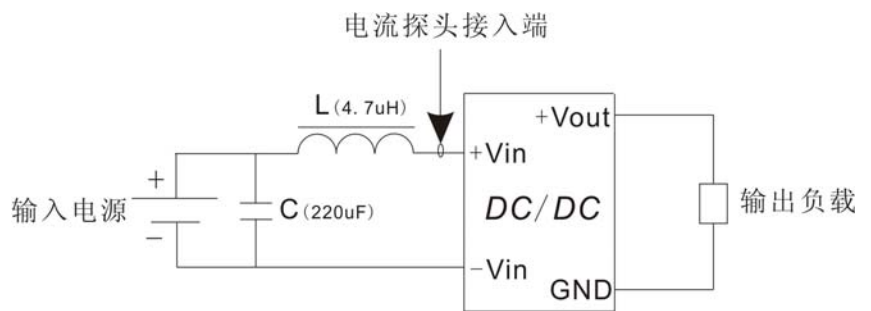 电流探头接入端
L(4.7uH)
+Vout
+Vin
+
输入电源
-
C(220uF)
DC/DC
输出负载
-Vin
GND